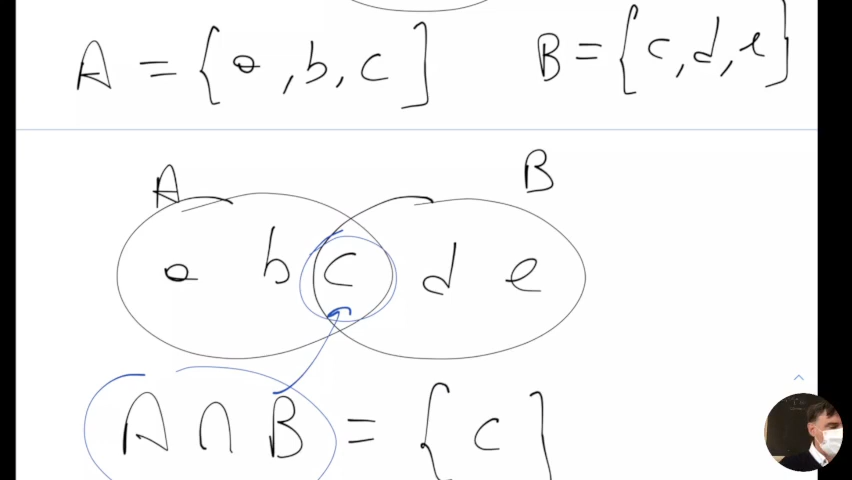 A = {a, b, c} B = {c, d, e}
A B
a b c d e
A ∩ B = {c}